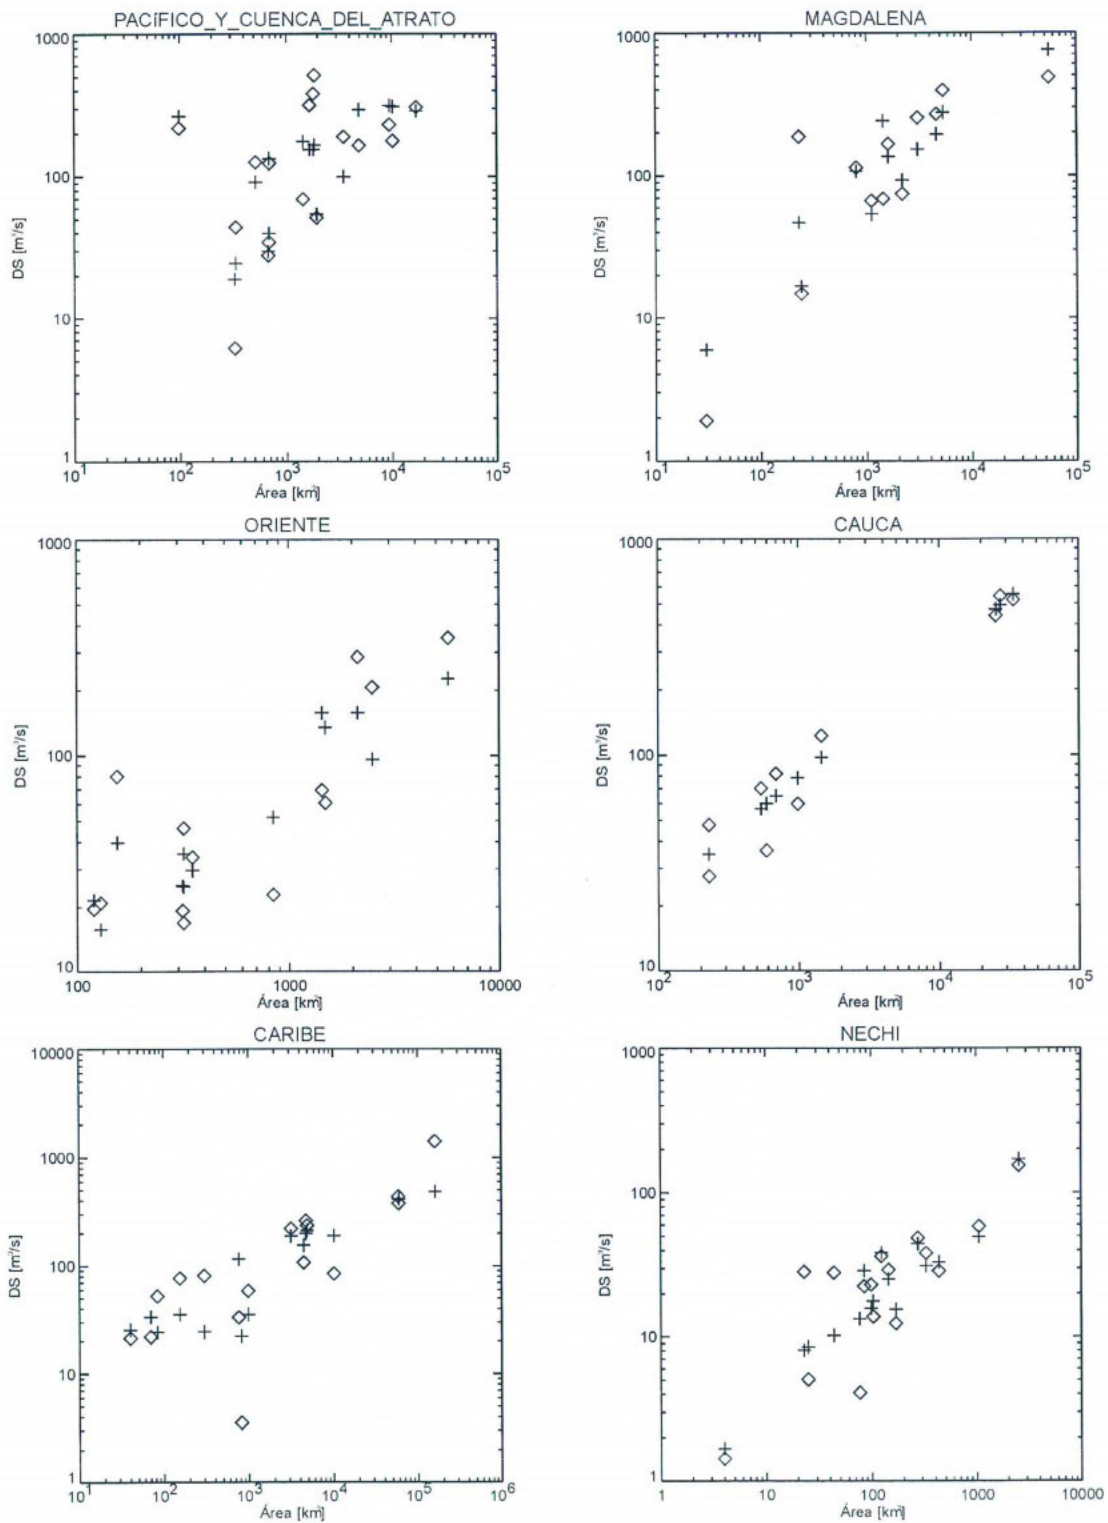 PACíFICO_Y_CUENCA_DEL_ATRATO
1000
100
10
1
DS [m³/s]
10¹ 10² 10³ 10⁴ 10⁵
Área [km²]
MAGDALENA
1000
100
10
1
DS [m³/s]
10¹ 10² 10³ 10⁴ 10⁵
Área [km²]
ORIENTE
1000
100
10
DS [m³/s]
100 1000 10000
Área [km²]
CAUCA
1000
100
10
DS [m³/s]
10² 10³ 10⁴ 10⁵
Área [km²]
CARIBE
10000
1000
100
10
1
DS [m³/s]
10¹ 10² 10³ 10⁴ 10⁵ 10⁶
Área [km²]
NECHI
1000
100
10
1
DS [m³/s]
1 10 100 1000 10000
Área [km²]